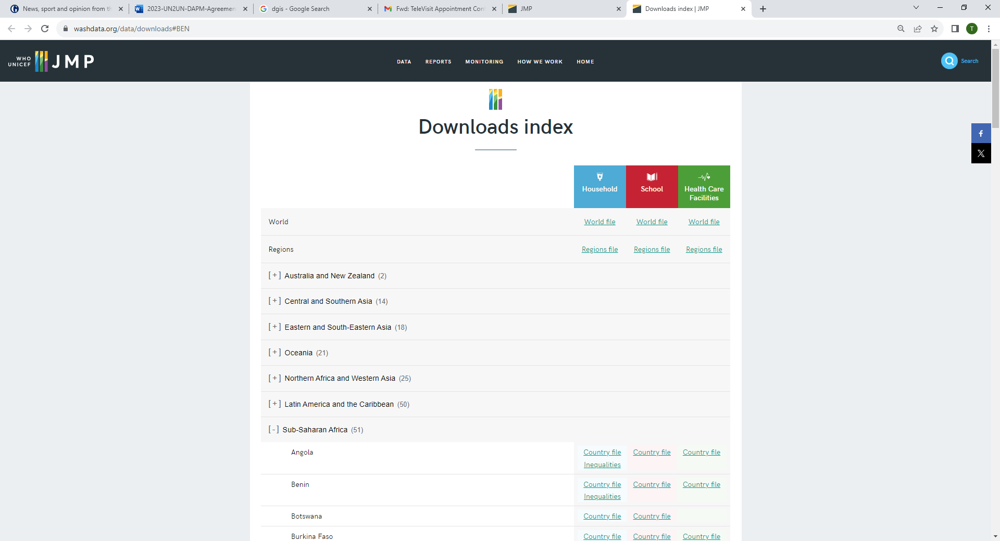 News, sport and opinion from th
2023-UN2UN-DAPM-Agreement
dgis - Google Search
Fwd: TeleVisit Appointment Con
JMP
Downloads index | JMP
washdata.org/data/downloads#BEN
T
WHO
UNICEF
JMP
DATA
REPORTS
MONITORING
HOW WE WORK
HOME
Search
Downloads index
Household
School
Health Care
Facilities
World World file World file World file
Regions Regions file Regions file Regions file
[+] Australia and New Zealand (2)
[+] Central and Southern Asia (14)
[+] Eastern and South-Eastern Asia (18)
[+] Oceania (21)
[+] Northern Africa and Western Asia (25)
[+] Latin America and the Caribbean (50)
[-] Sub-Saharan Africa (51)
Angola Country file Country file Country file
Inequalities
Benin Country file Country file Country file
Inequalities
Botswana Country file Country file
Burkina Faso Country file Country file Country file